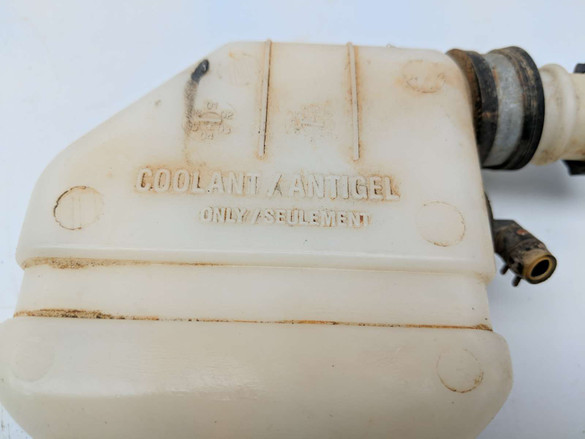 COOLANT / ANTIGEL
ONLY / SEULEMENT